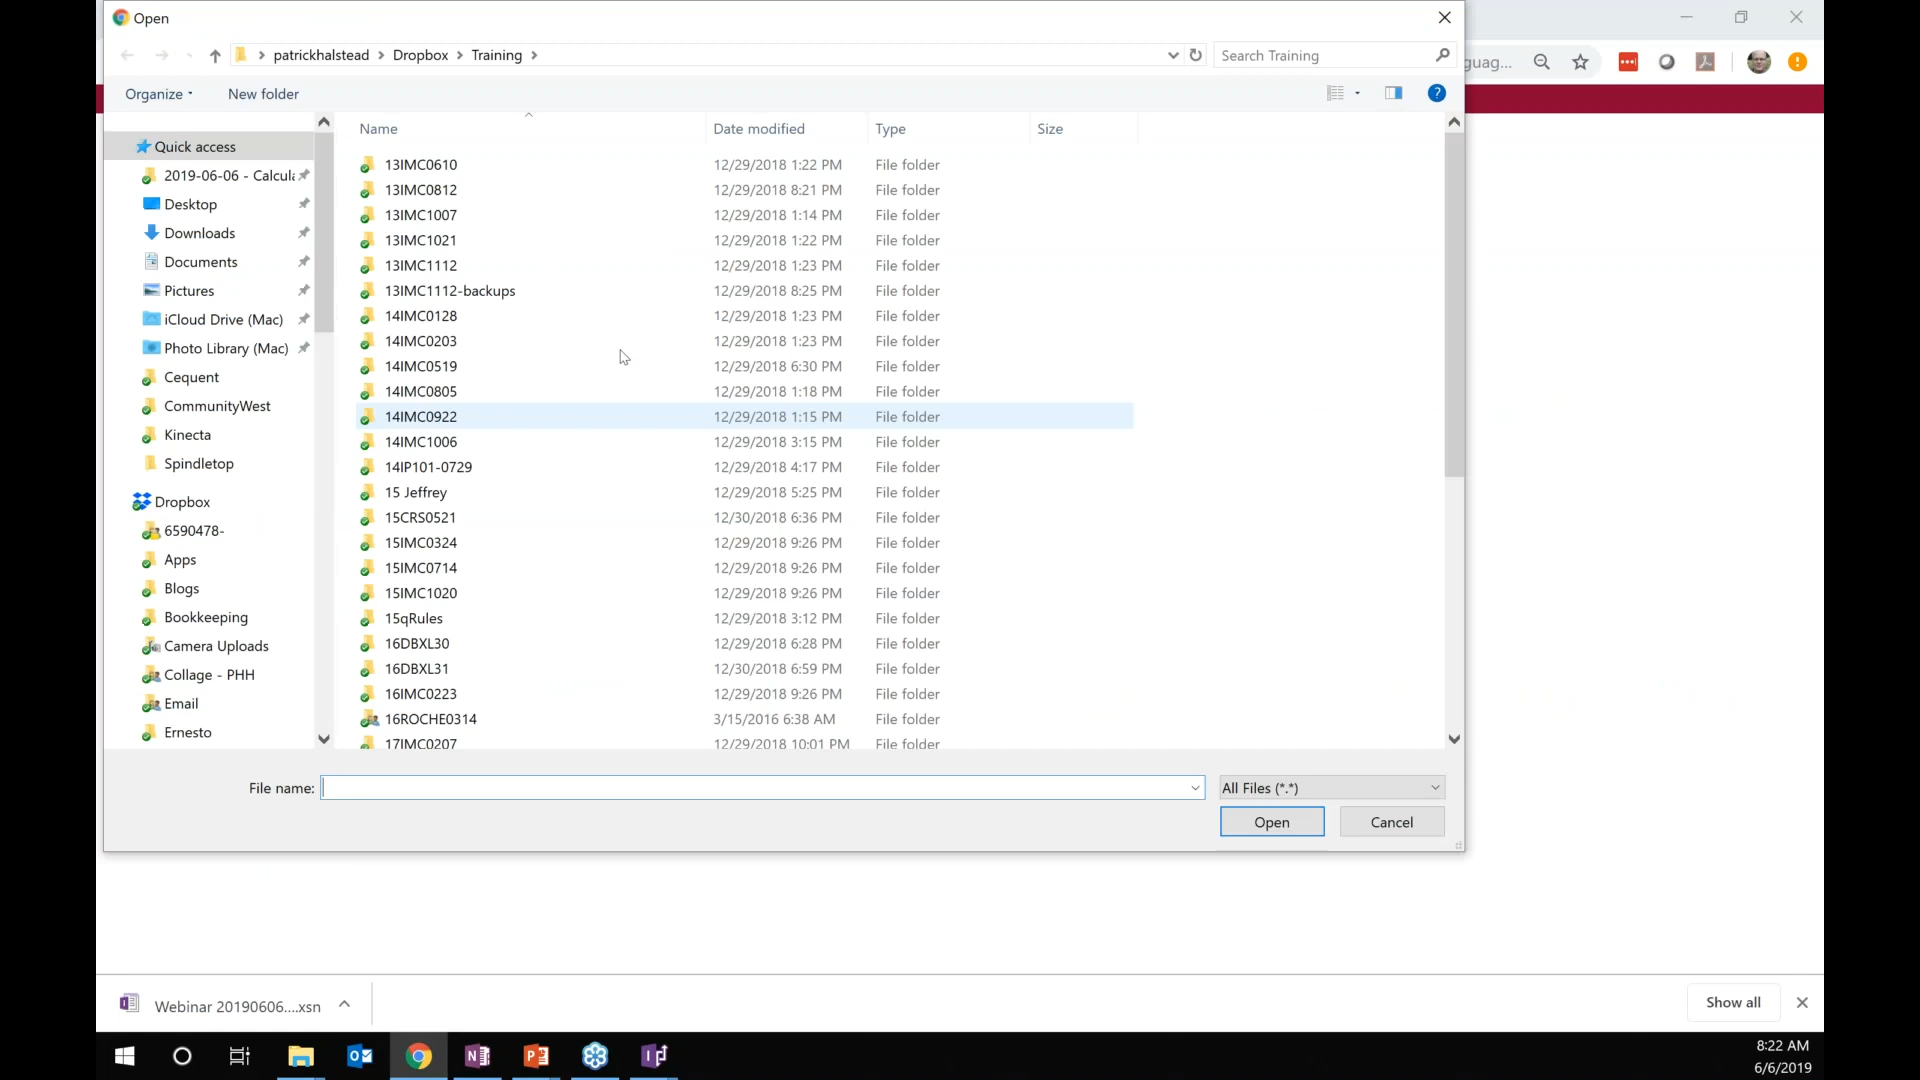 Open
patrickhalstead > Dropbox > Training >
Search Training
guag...
Organize
New folder
?
Name
Date modified
Type
Size
Quick access
2019-06-06 - Calcula
Desktop
Downloads
Documents
Pictures
iCloud Drive (Mac)
Photo Library (Mac)
Cequent
CommunityWest
Kinecta
Spindletop
Dropbox
6590478-
Apps
Blogs
Bookkeeping
Camera Uploads
Collage - PHH
Email
Ernesto
13IMC0610 12/29/2018 1:22 PM File folder
13IMC0812 12/29/2018 8:21 PM File folder
13IMC1007 12/29/2018 1:14 PM File folder
13IMC1021 12/29/2018 1:22 PM File folder
13IMC1112 12/29/2018 1:23 PM File folder
13IMC1112-backups 12/29/2018 8:25 PM File folder
14IMC0128 12/29/2018 1:23 PM File folder
14IMC0203 12/29/2018 1:23 PM File folder
14IMC0519 12/29/2018 6:30 PM File folder
14IMC0805 12/29/2018 1:18 PM File folder
14IMC0922 12/29/2018 1:15 PM File folder
14IMC1006 12/29/2018 3:15 PM File folder
14IP101-0729 12/29/2018 4:17 PM File folder
15 Jeffrey 12/29/2018 5:25 PM File folder
15CRS0521 12/30/2018 6:36 PM File folder
15IMC0324 12/29/2018 9:26 PM File folder
15IMC0714 12/29/2018 9:26 PM File folder
15IMC1020 12/29/2018 9:26 PM File folder
15qRules 12/29/2018 3:12 PM File folder
16DBXL30 12/29/2018 6:28 PM File folder
16DBXL31 12/30/2018 6:59 PM File folder
16IMC0223 12/29/2018 9:26 PM File folder
16ROCHE0314 3/15/2016 6:38 AM File folder
17IMC0207 12/29/2018 10:01 PM File folder
File name:
All Files (*.*)
Open
Cancel
Webinar 20190606....xsn
Show all
8:22 AM
6/6/2019